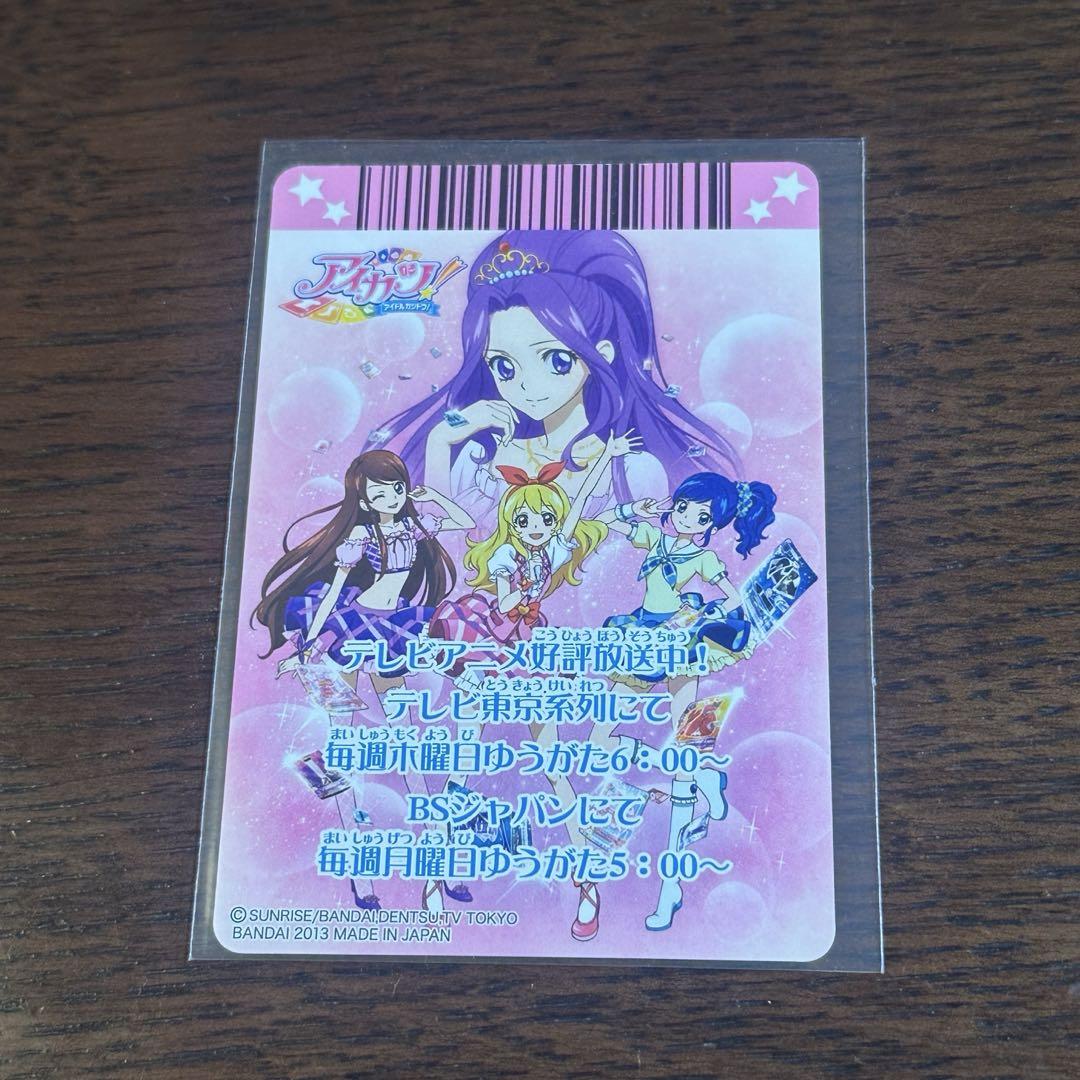 アイカツ!
アイドルカツドウ!
こうひょうほうそうちゅう
テレビアニメ好評放送中!
とうきょうけいれつ
テレビ東京系列にて
まいしゅうもくようび
毎週木曜日ゆうがた6:00〜
BSジャパンにて
まいしゅうげつようび
毎週月曜日ゆうがた5:00〜
©SUNRISE/BANDAI,DENTSU,TV TOKYO
BANDAI 2013 MADE IN JAPAN